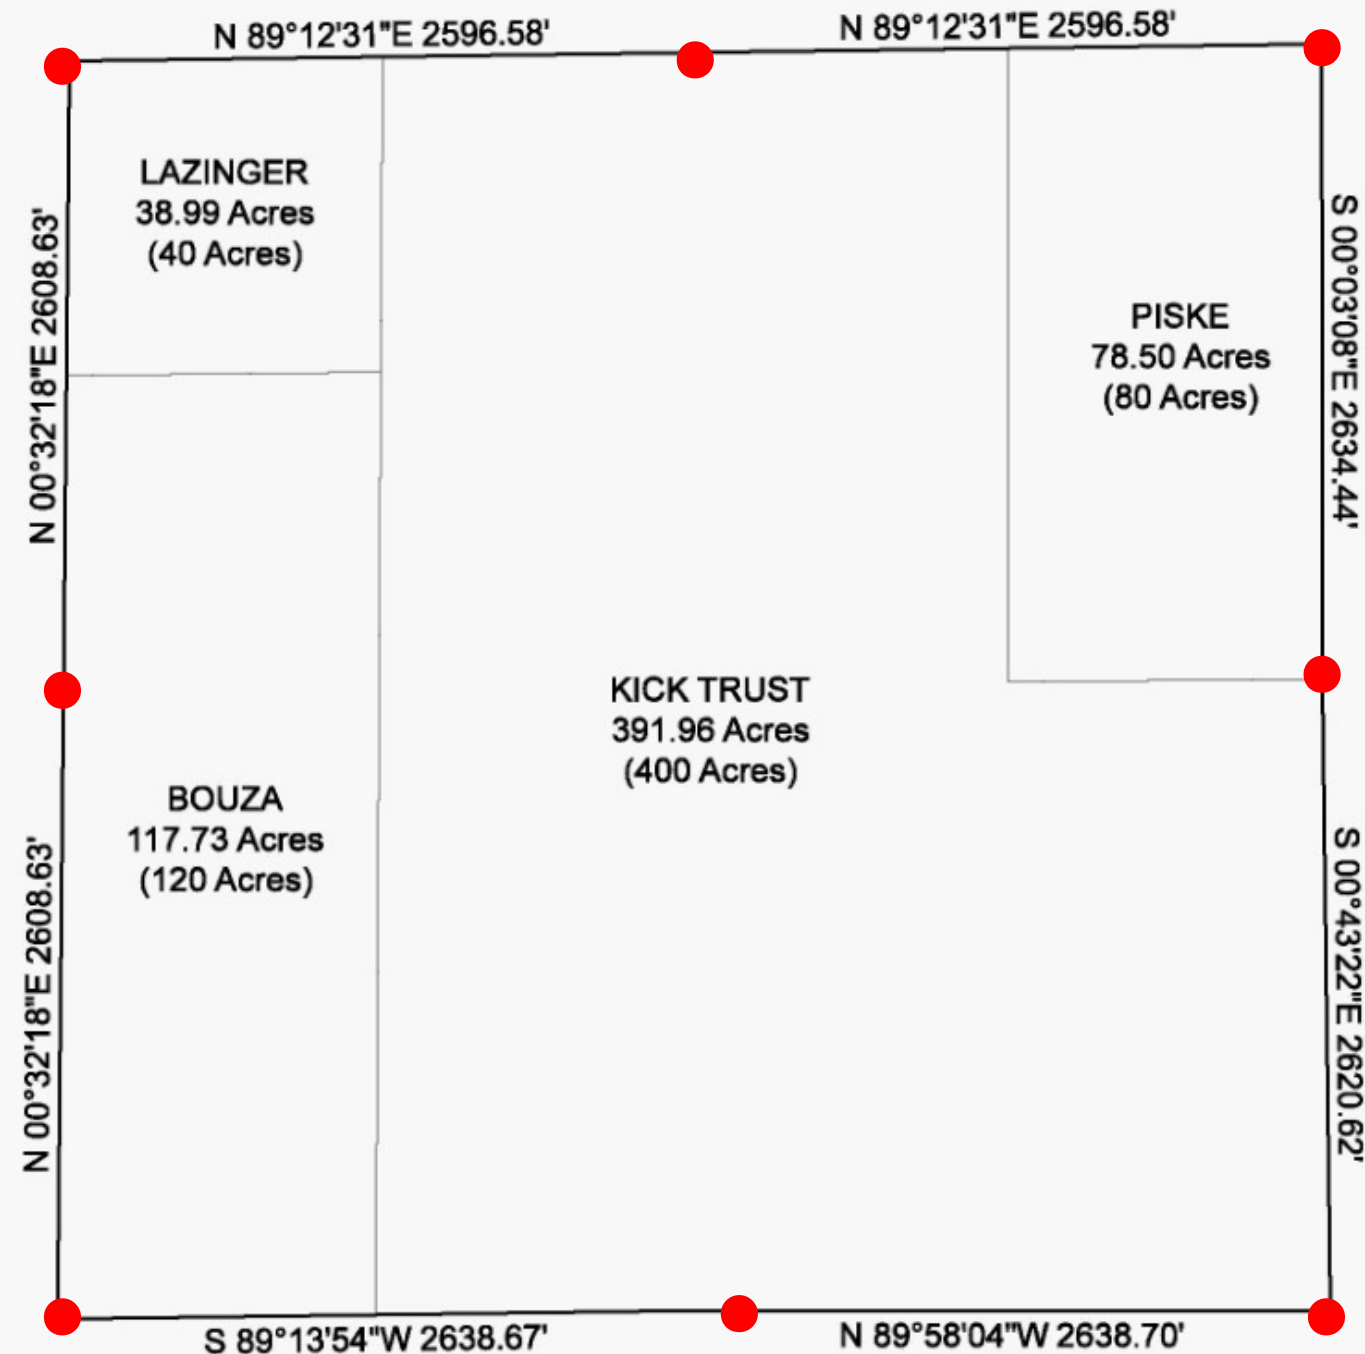 N 89°12'31"E 2596.58'
N 89°12'31"E 2596.58'
LAZINGER
38.99 Acres
(40 Acres)
N 00°32'18"E 2608.63'
S 00°03'08"E 2634.44'
PISKE
78.50 Acres
(80 Acres)
KICK TRUST
391.96 Acres
(400 Acres)
BOUZA
117.73 Acres
(120 Acres)
N 00°32'18"E 2608.63'
S 00°43'22"E 2620.62'
S 89°13'54"W 2638.67'
N 89°58'04"W 2638.70'